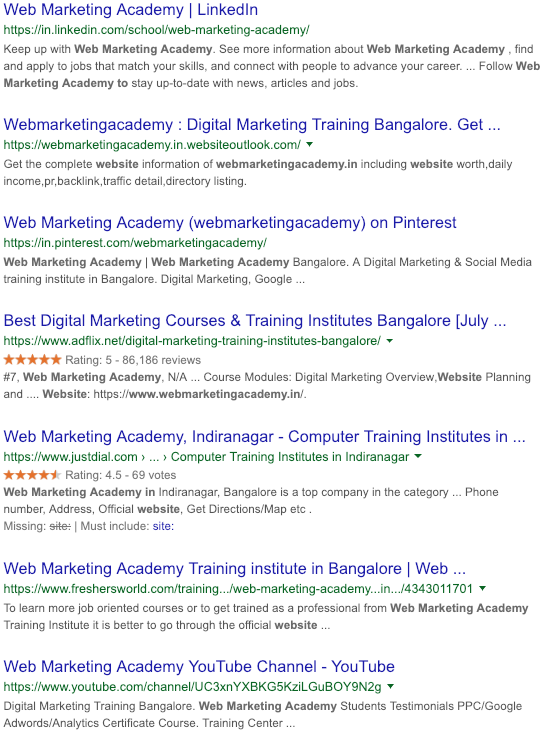 Web Marketing Academy | LinkedIn
https://in.linkedin.com/school/web-marketing-academy/
Keep up with Web Marketing Academy. See more information about Web Marketing Academy , find
and apply to jobs that match your skills, and connect with people to advance your career. ... Follow Web
Marketing Academy to stay up-to-date with news, articles and jobs.
Webmarketingacademy : Digital Marketing Training Bangalore. Get ...
https://webmarketingacademy.in.websiteoutlook.com/
Get the complete website information of webmarketingacademy.in including website worth,daily
income,pr,backlink,traffic detail,directory listing.
Web Marketing Academy (webmarketingacademy) on Pinterest
https://in.pinterest.com/webmarketingacademy/
Web Marketing Academy | Web Marketing Academy Bangalore. A Digital Marketing & Social Media
training institute in Bangalore. Digital Marketing, Google ...
Best Digital Marketing Courses & Training Institutes Bangalore [July ...
https://www.adflix.net/digital-marketing-training-institutes-bangalore/
Rating: 5 - 86,186 reviews
#7, Web Marketing Academy, N/A ... Course Modules: Digital Marketing Overview,Website Planning
and .... Website: https://www.webmarketingacademy.in/.
Web Marketing Academy, Indiranagar - Computer Training Institutes in ...
https://www.justdial.com › ... › Computer Training Institutes in Indiranagar
Rating: 4.5 - 69 votes
Web Marketing Academy in Indiranagar, Bangalore is a top company in the category ... Phone
number, Address, Official website, Get Directions/Map etc .
Missing: site: | Must include: site:
Web Marketing Academy Training institute in Bangalore | Web ...
https://www.freshersworld.com/training.../web-marketing-academy...in.../4343011701
To learn more job oriented courses or to get trained as a professional from Web Marketing Academy
Training Institute it is better to go through the official website ...
Web Marketing Academy YouTube Channel - YouTube
https://www.youtube.com/channel/UC3xnYXBKG5KziLGuBOY9N2g
Digital Marketing Training Bangalore. Web Marketing Academy Students Testimonials PPC/Google
Adwords/Analytics Certificate Course. Training Center ...